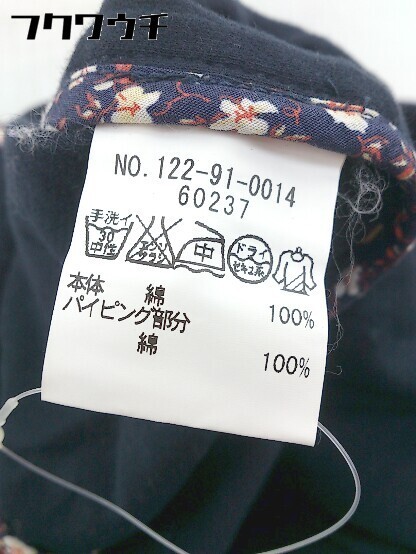 フクワウチ
NO. 122-91-0014
60237
手洗イ
30
中性
エンソ
サラシ
中
ドライ
セキユ系
本体
綿 100%
パイピング部分
綿 100%